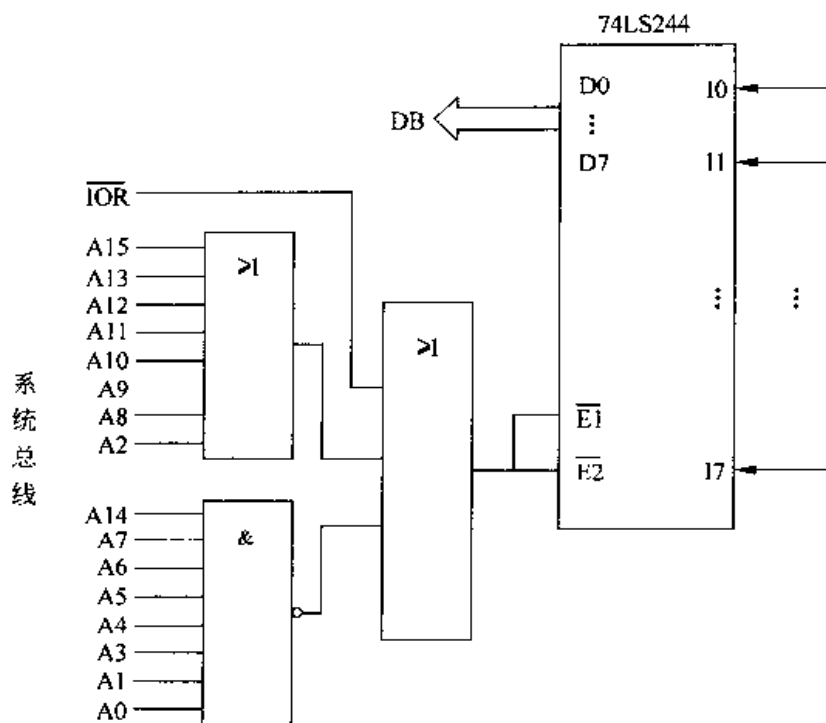 74LS244
D0
I0
DB
⋮
D7
I1
IOR
A15
≥1
A13
A12
A11
⋮
⋮
A10
≥1
A9
A8
E1
A2
E2
I7
系统总线
A14
&
A7
A6
A5
A4
A3
A1
A0